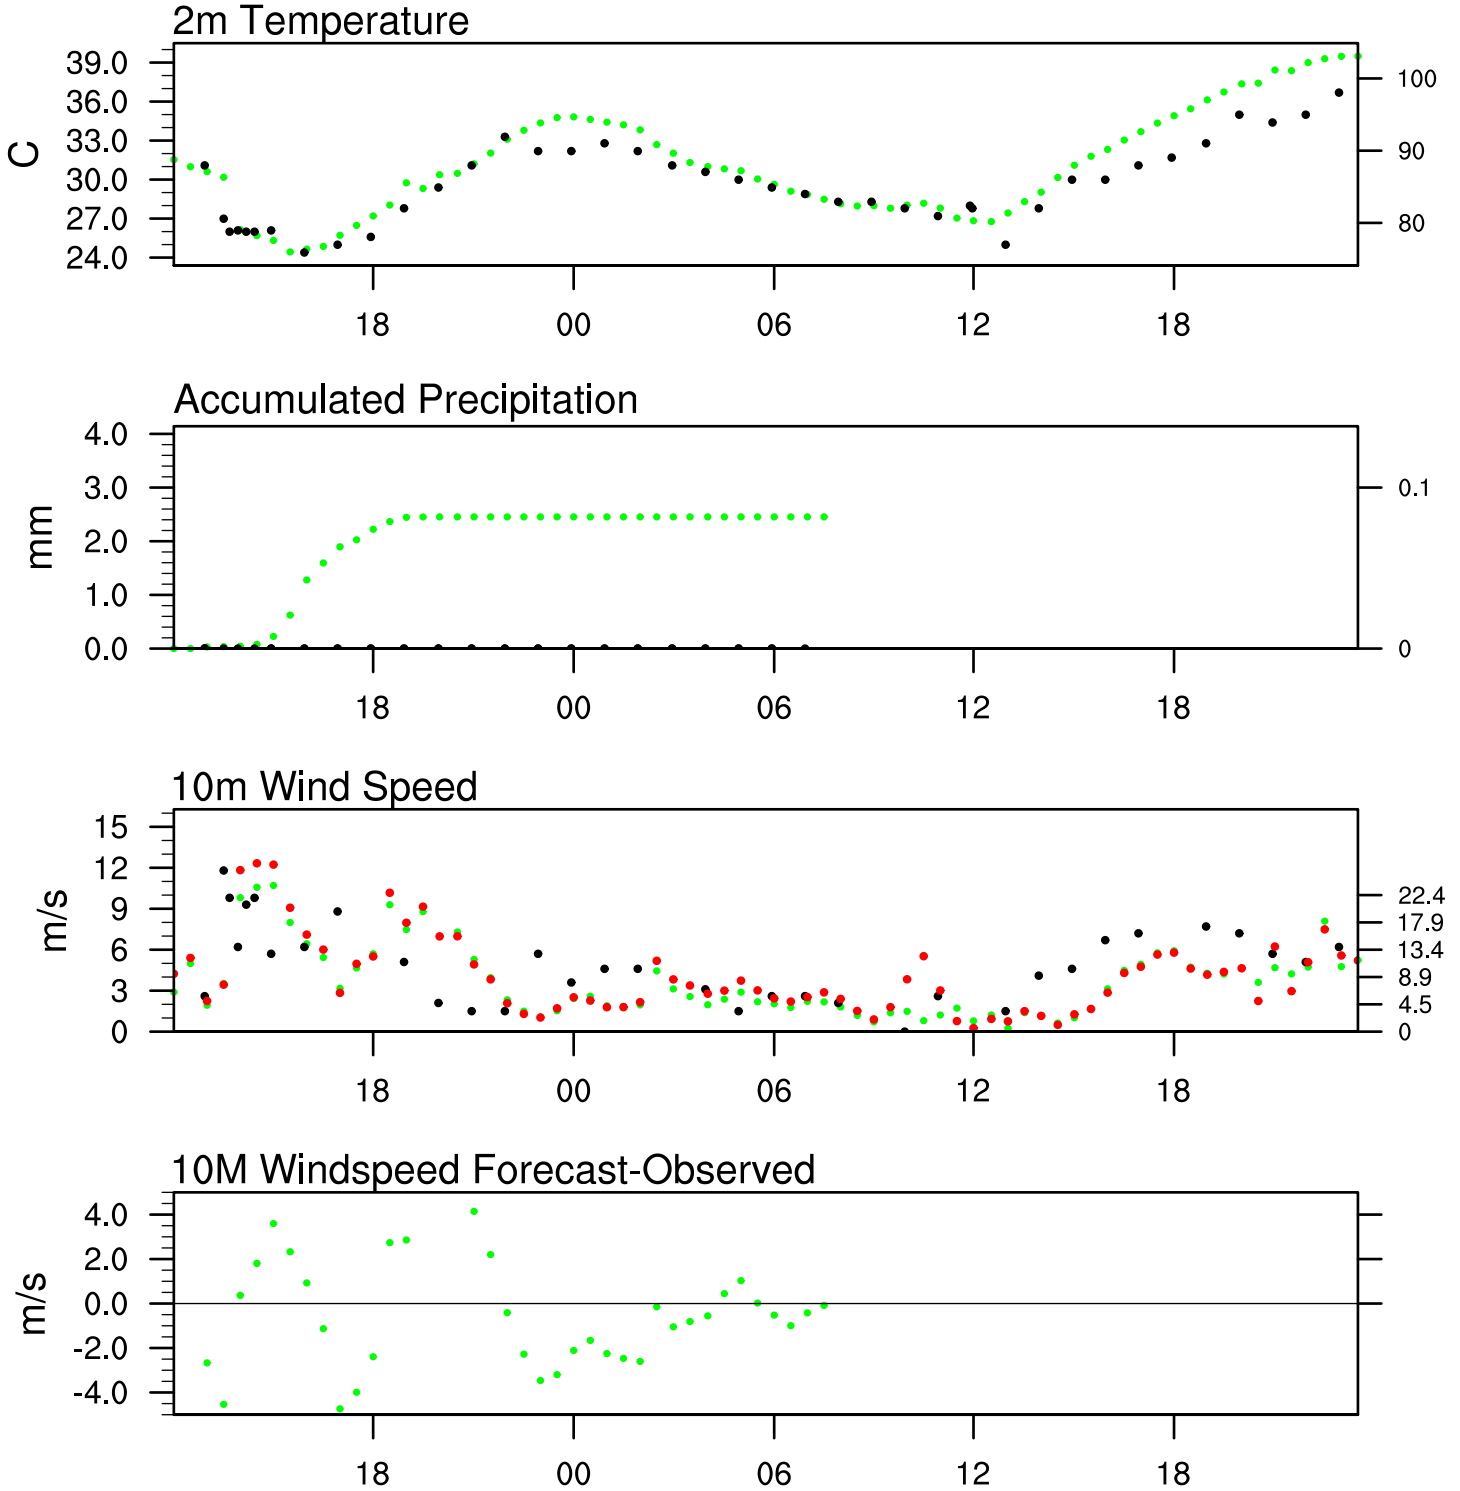 2m Temperature
39.0
36.0
33.0
30.0
27.0
24.0
C
100
90
80
18 00 06 12 18
Accumulated Precipitation
4.0
3.0
2.0
1.0
0.0
mm
0.1
0
18 00 06 12 18
10m Wind Speed
15
12
9
6
3
0
m/s
22.4
17.9
13.4
8.9
4.5
0
18 00 06 12 18
10M Windspeed Forecast-Observed
4.0
2.0
0.0
-2.0
-4.0
m/s
18 00 06 12 18